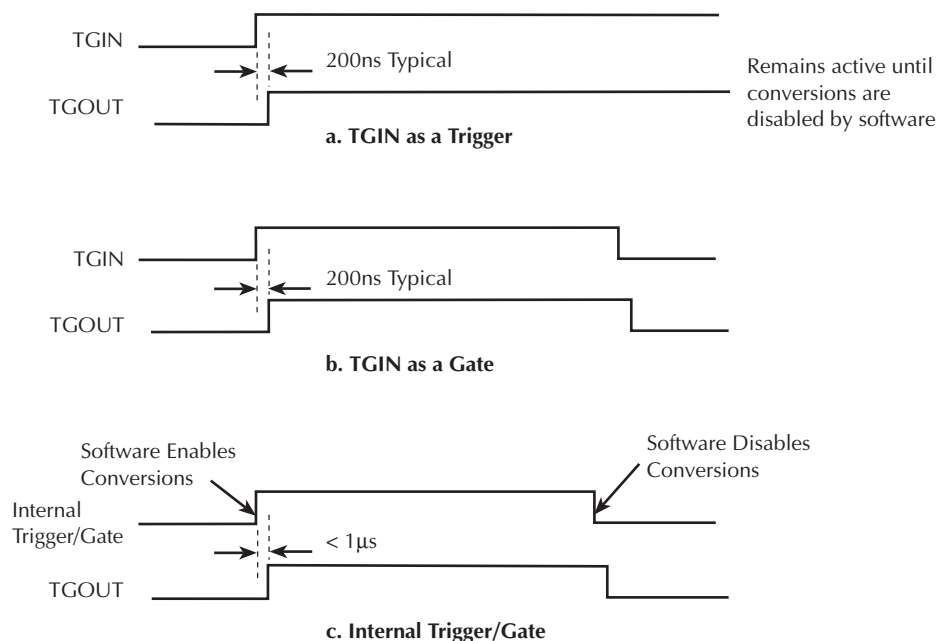 TGIN
200ns Typical
TGOUT
Remains active until
conversions are
disabled by software
a. TGIN as a Trigger
TGIN
200ns Typical
TGOUT
b. TGIN as a Gate
Software Enables
Conversions
Software Disables
Conversions
Internal
Trigger/Gate
< 1µs
TGOUT
c. Internal Trigger/Gate